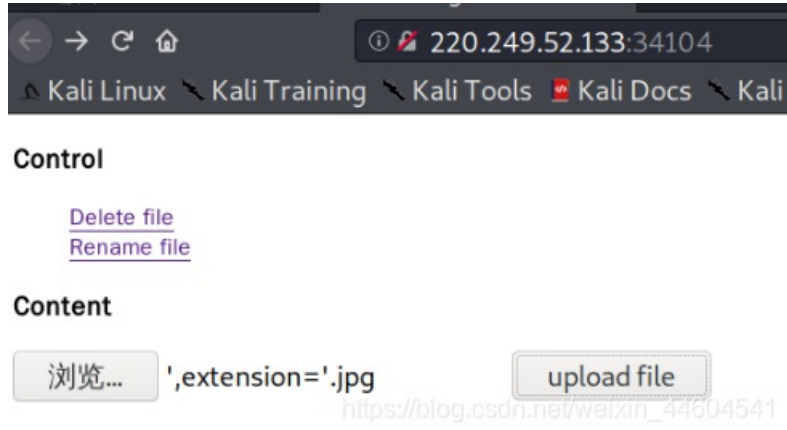 220.249.52.133:34104
Kali Linux Kali Training Kali Tools Kali Docs Kali
Control
Delete file
Rename file
Content
浏览... ',extension='.jpg upload file
https://blog.csdn.net/weixin_44604541